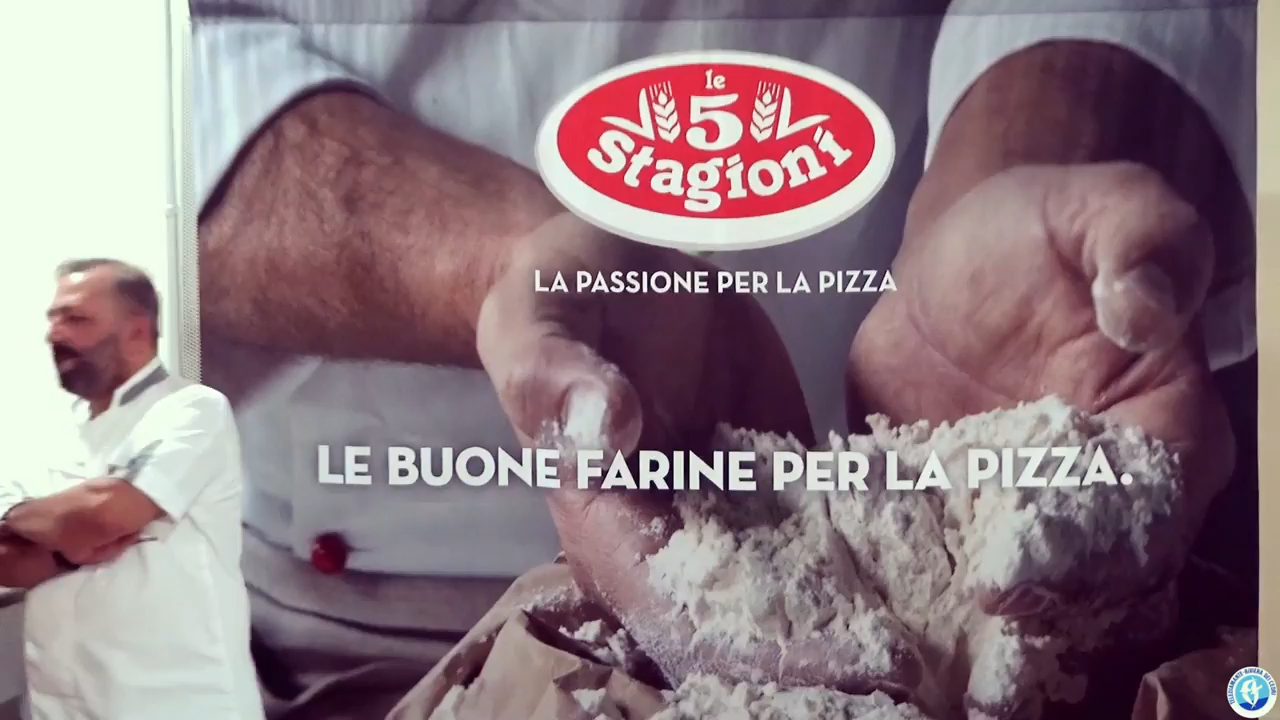 le
5
Stagioni
LA PASSIONE PER LA PIZZA
LE BUONE FARINE PER LA PIZZA.